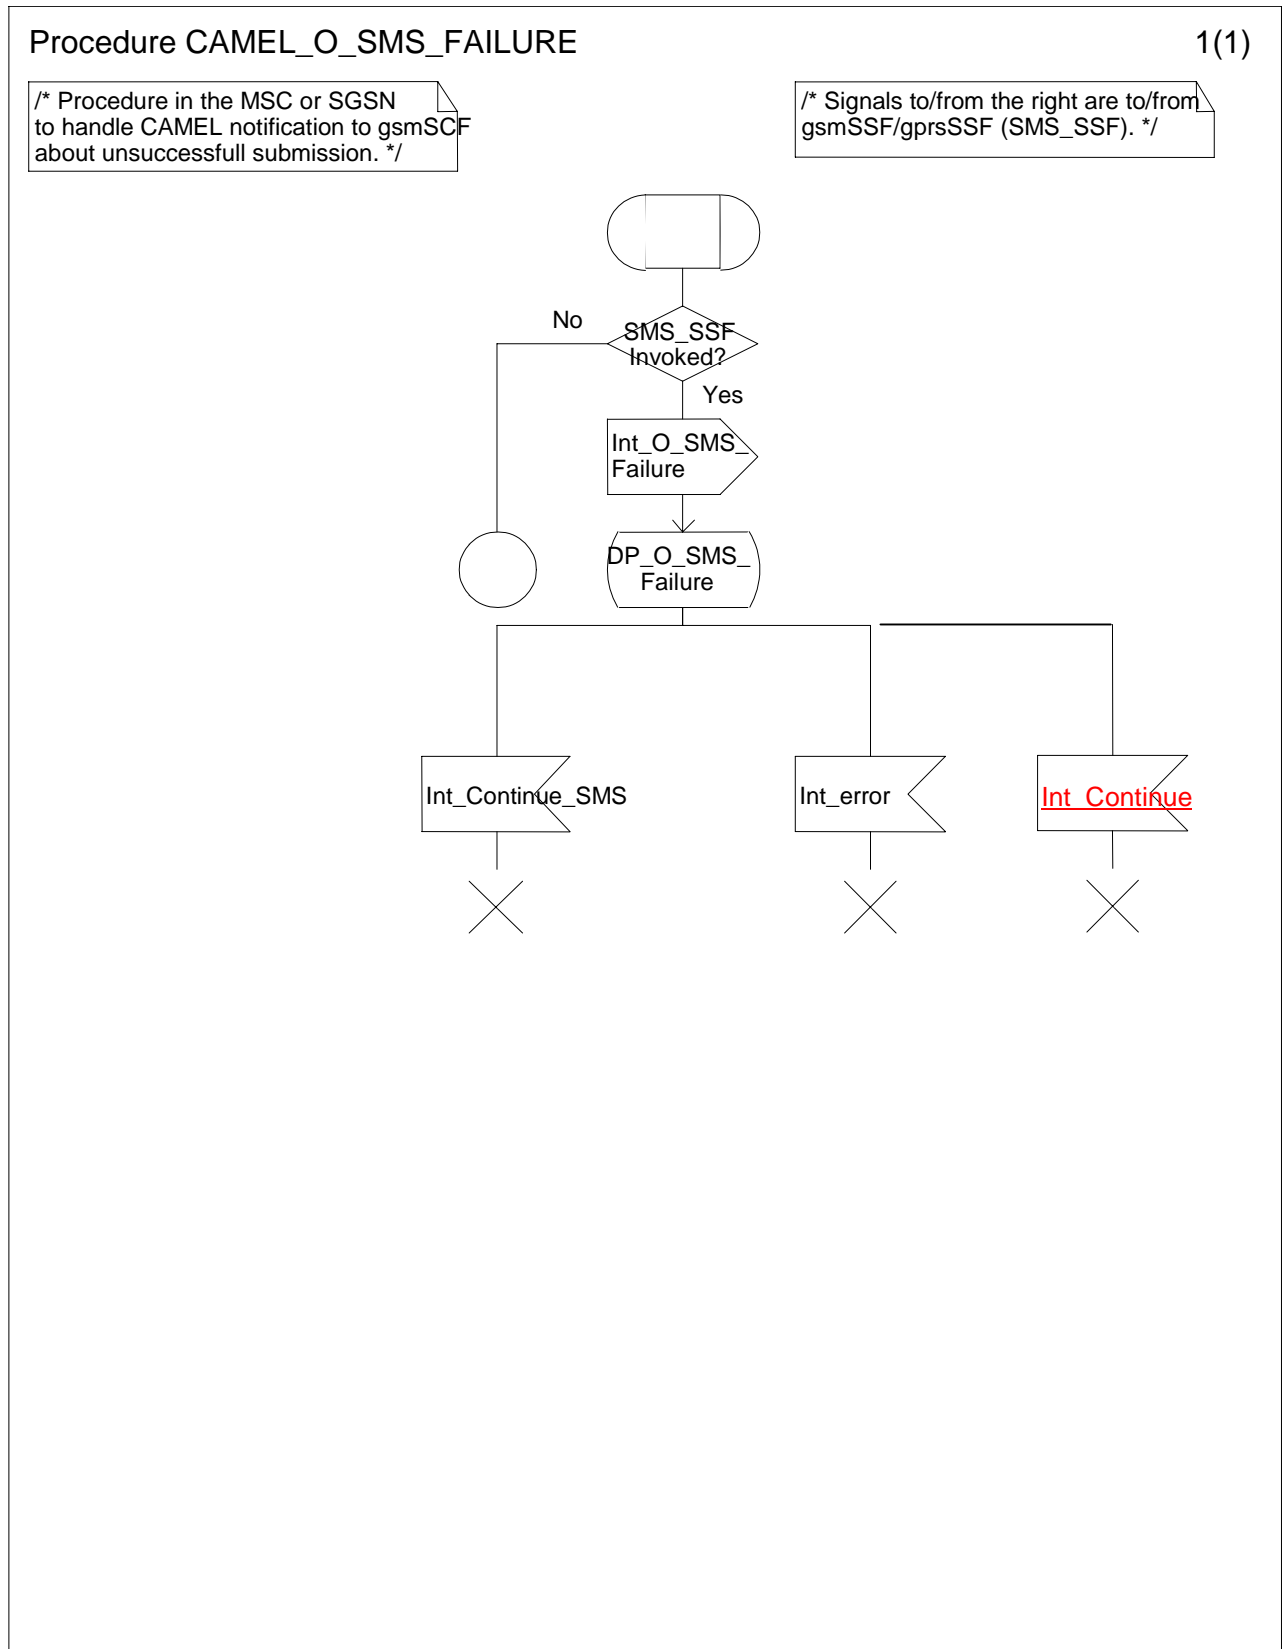 Procedure CAMEL_O_SMS_FAILURE
1(1)
/* Procedure in the MSC or SGSN
to handle CAMEL notification to gsmSCF
about unsuccessfull submission. */
/* Signals to/from the right are to/from
gsmSSF/gprsSSF (SMS_SSF). */
No
SMS_SSF
Invoked?
Yes
Int_O_SMS_
Failure
DP_O_SMS_
Failure
Int_Continue_SMS
Int_error
Int_Continue